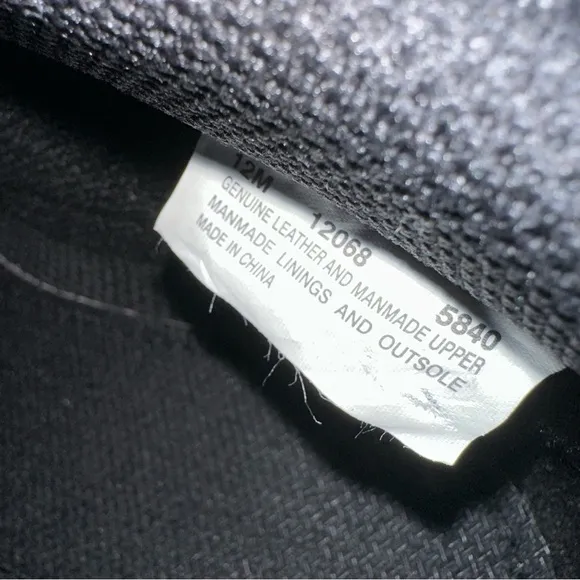 12M 12068 5840
GENUINE LEATHER AND MANMADE UPPER
MANMADE LININGS AND OUTSOLE
MADE IN CHINA